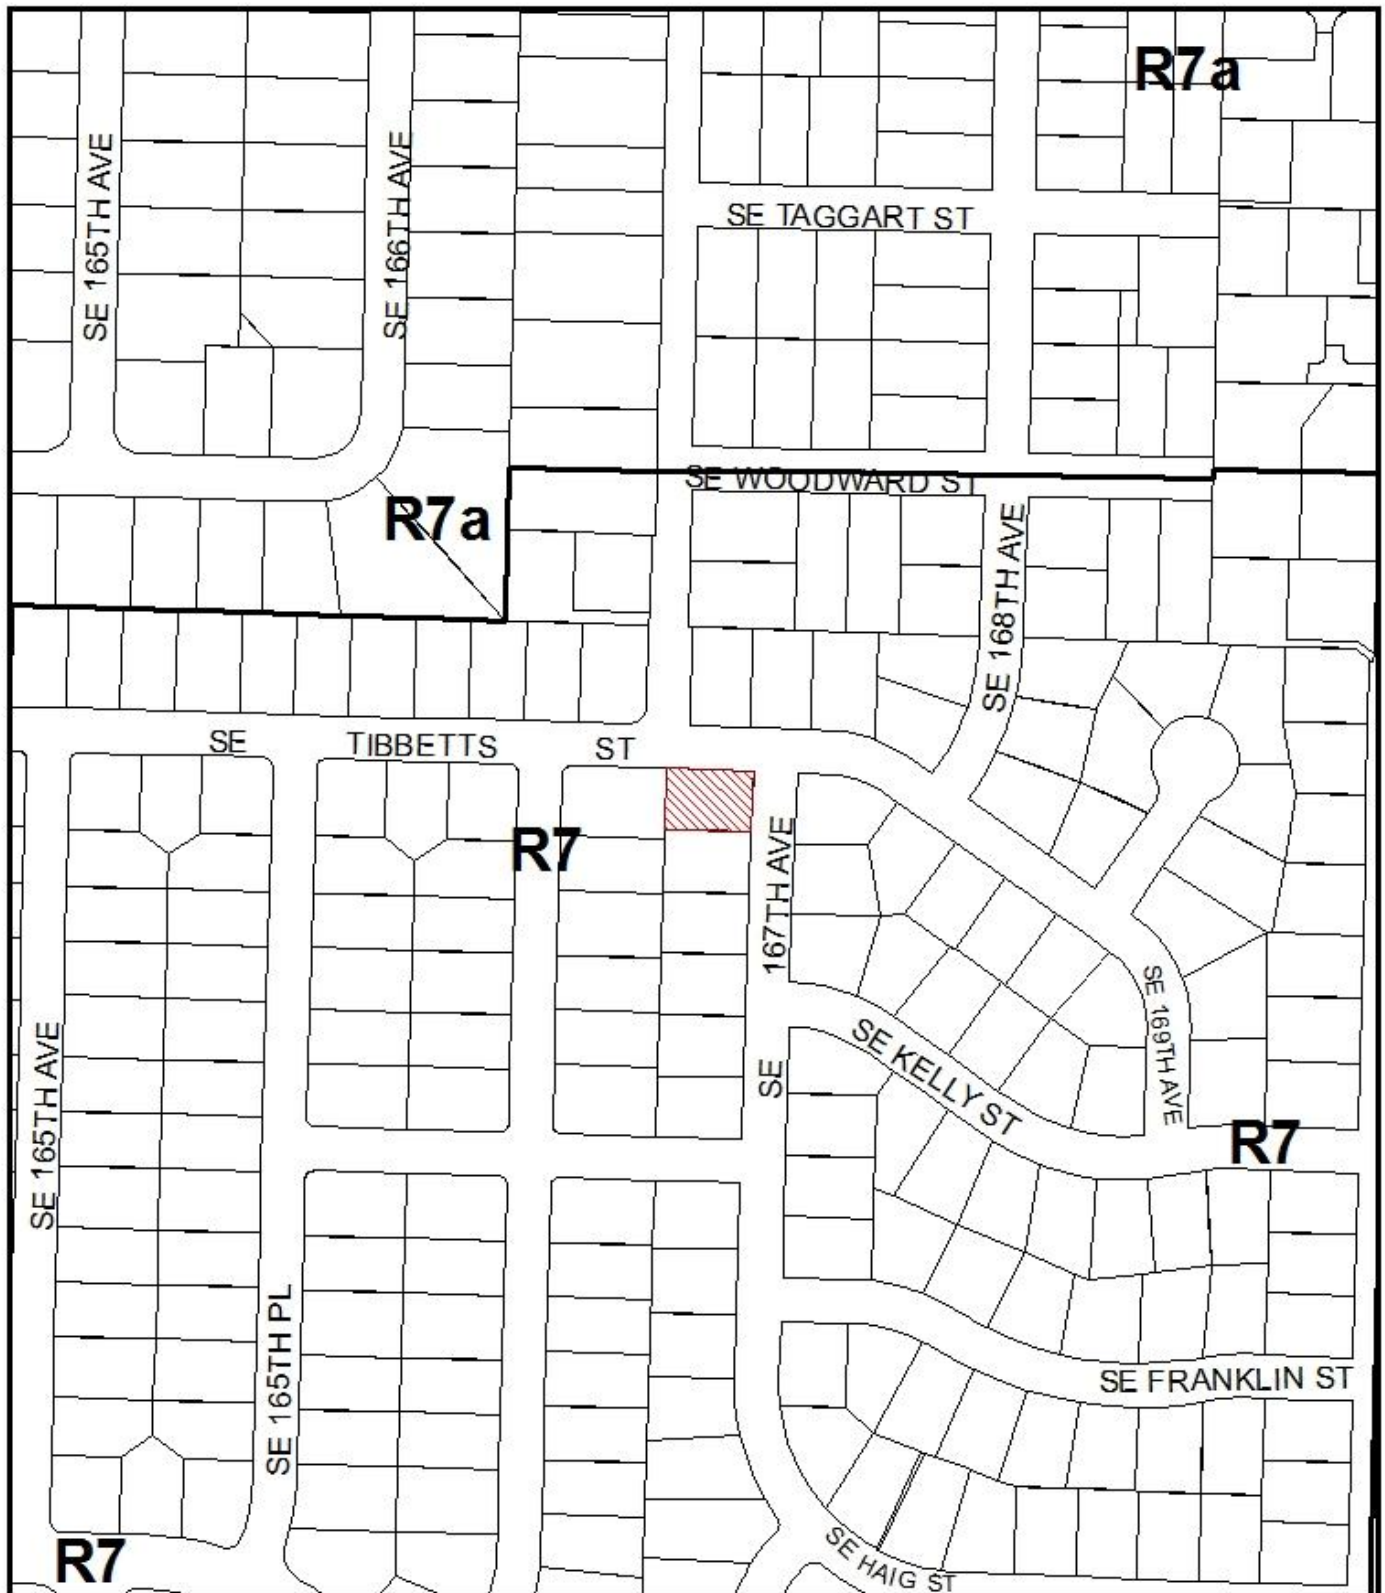 R7a
SE 165TH AVE
SE 166TH AVE
SE TAGGART ST
SE WOODWARD ST
R7a
SE 168TH AVE
SE TIBBETTS ST
R7
167TH AVE
SE 169TH AVE
SE 165TH AVE
SE KELLY ST
SE
R7
SE 165TH PL
SE FRANKLIN ST
R7
SE HAIG ST